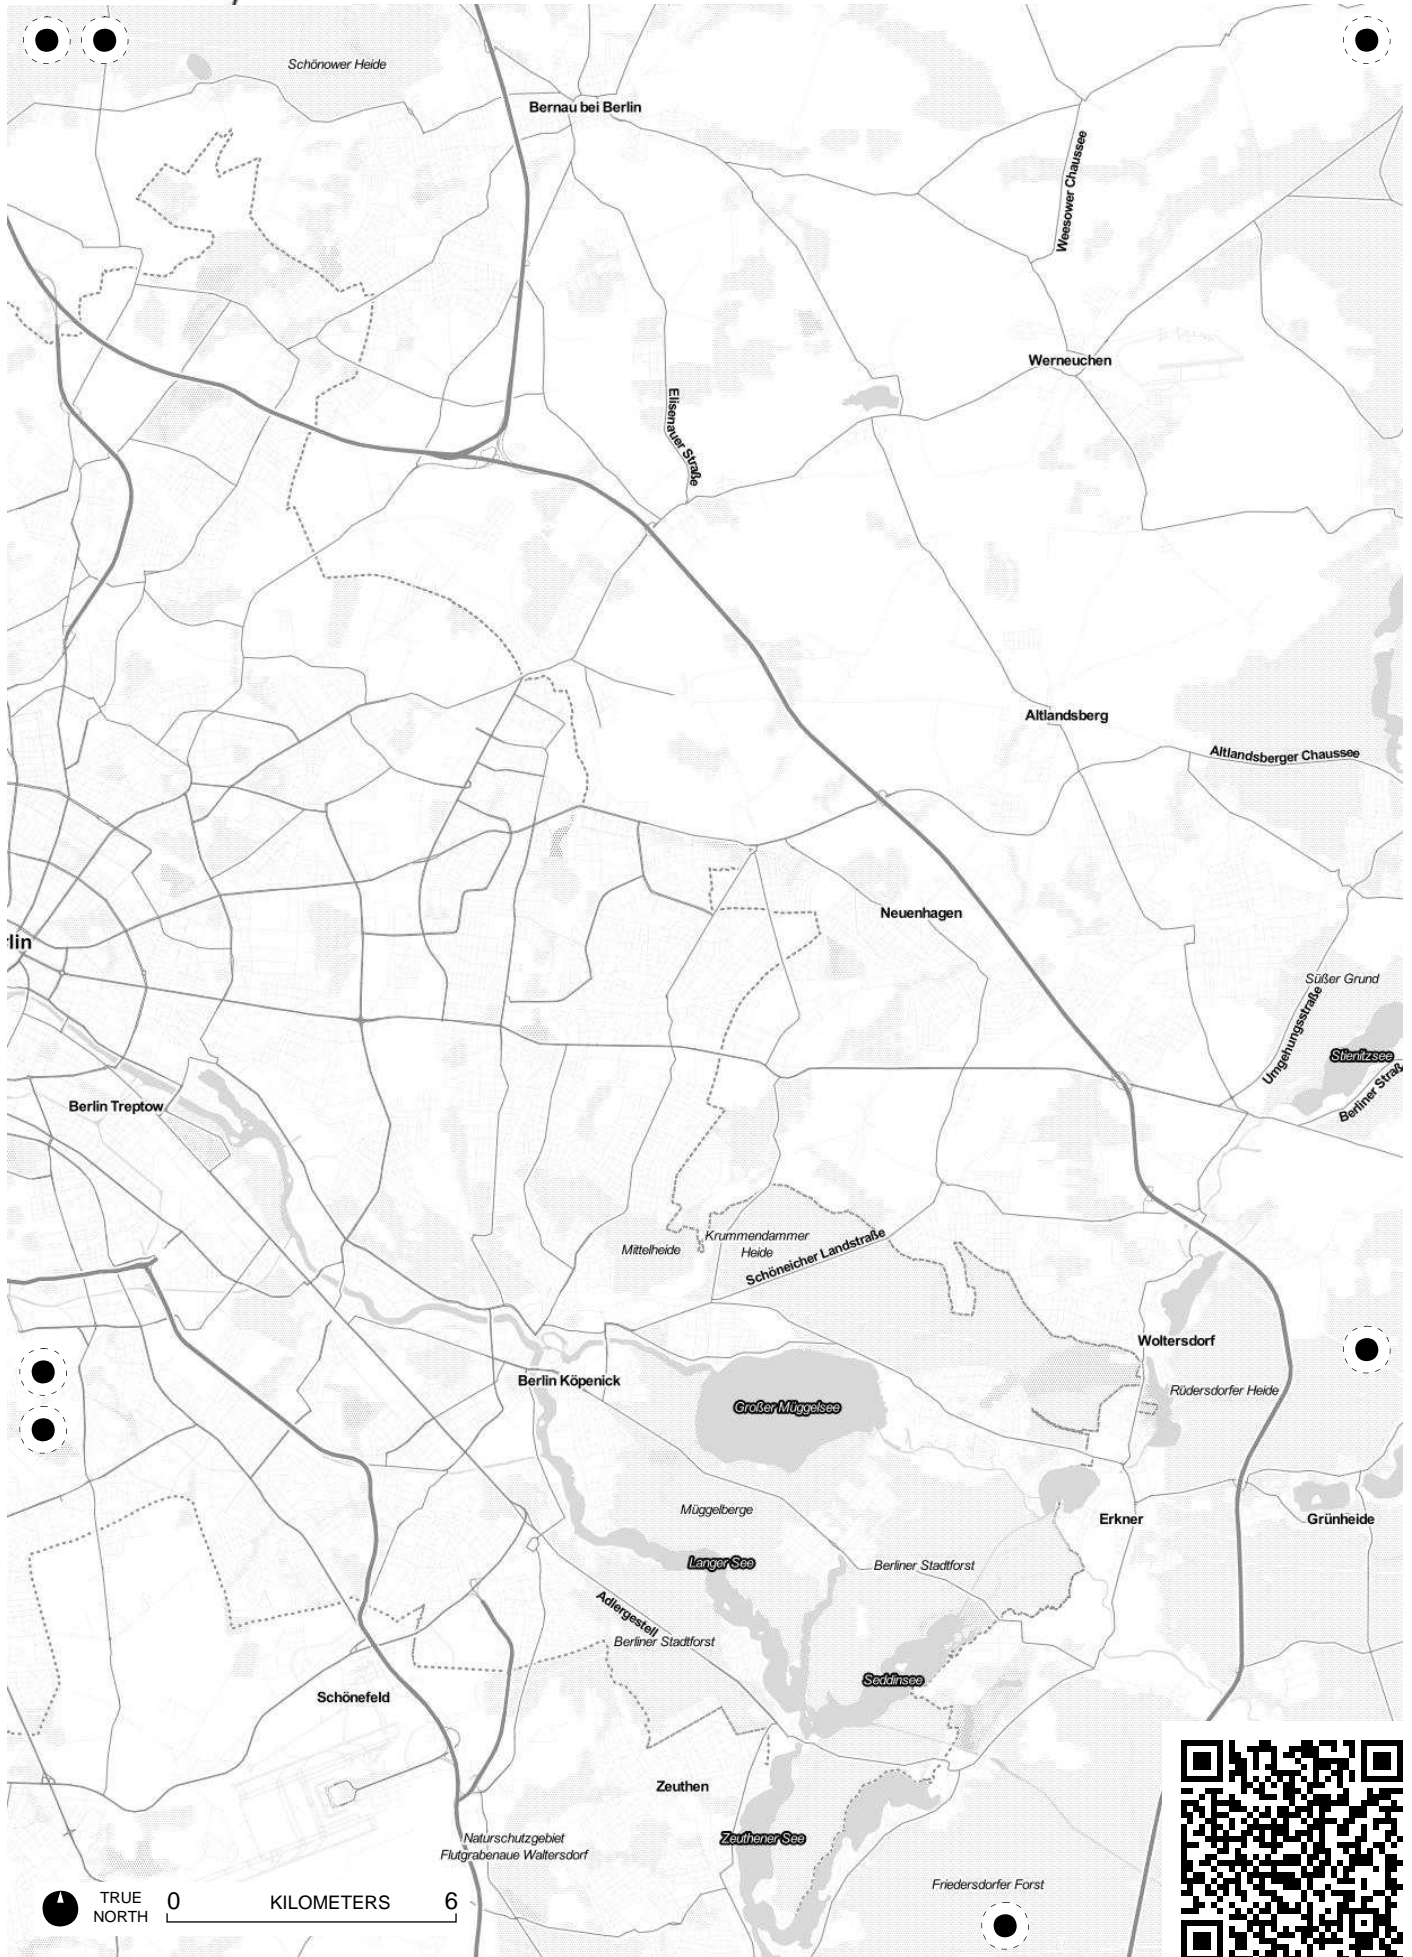 Schönower Heide
Bernau bei Berlin
Weesower Chaussee
Werneuchen
Elisenauer Straße
Altlandsberg
Altlandsberger Chaussee
Neuenhagen
rlin
Süßer Grund
Umgehungsstraße
Stienitzsee
Berliner Straß
Berlin Treptow
Mittelheide
Krummendammer
Heide
Schöneicher Landstraße
Woltersdorf
Berlin Köpenick
Rüdersdorfer Heide
Großer Müggelsee
Müggelberge
Erkner
Grünheide
Langer See
Berliner Stadtforst
Adlergestell
Berliner Stadtforst
Seddinsee
Schönefeld
Zeuthen
Zeuthener See
Naturschutzgebiet
Flutgrabenaue Waltersdorf
Friedersdorfer Forst
TRUE
NORTH
0 KILOMETERS 6